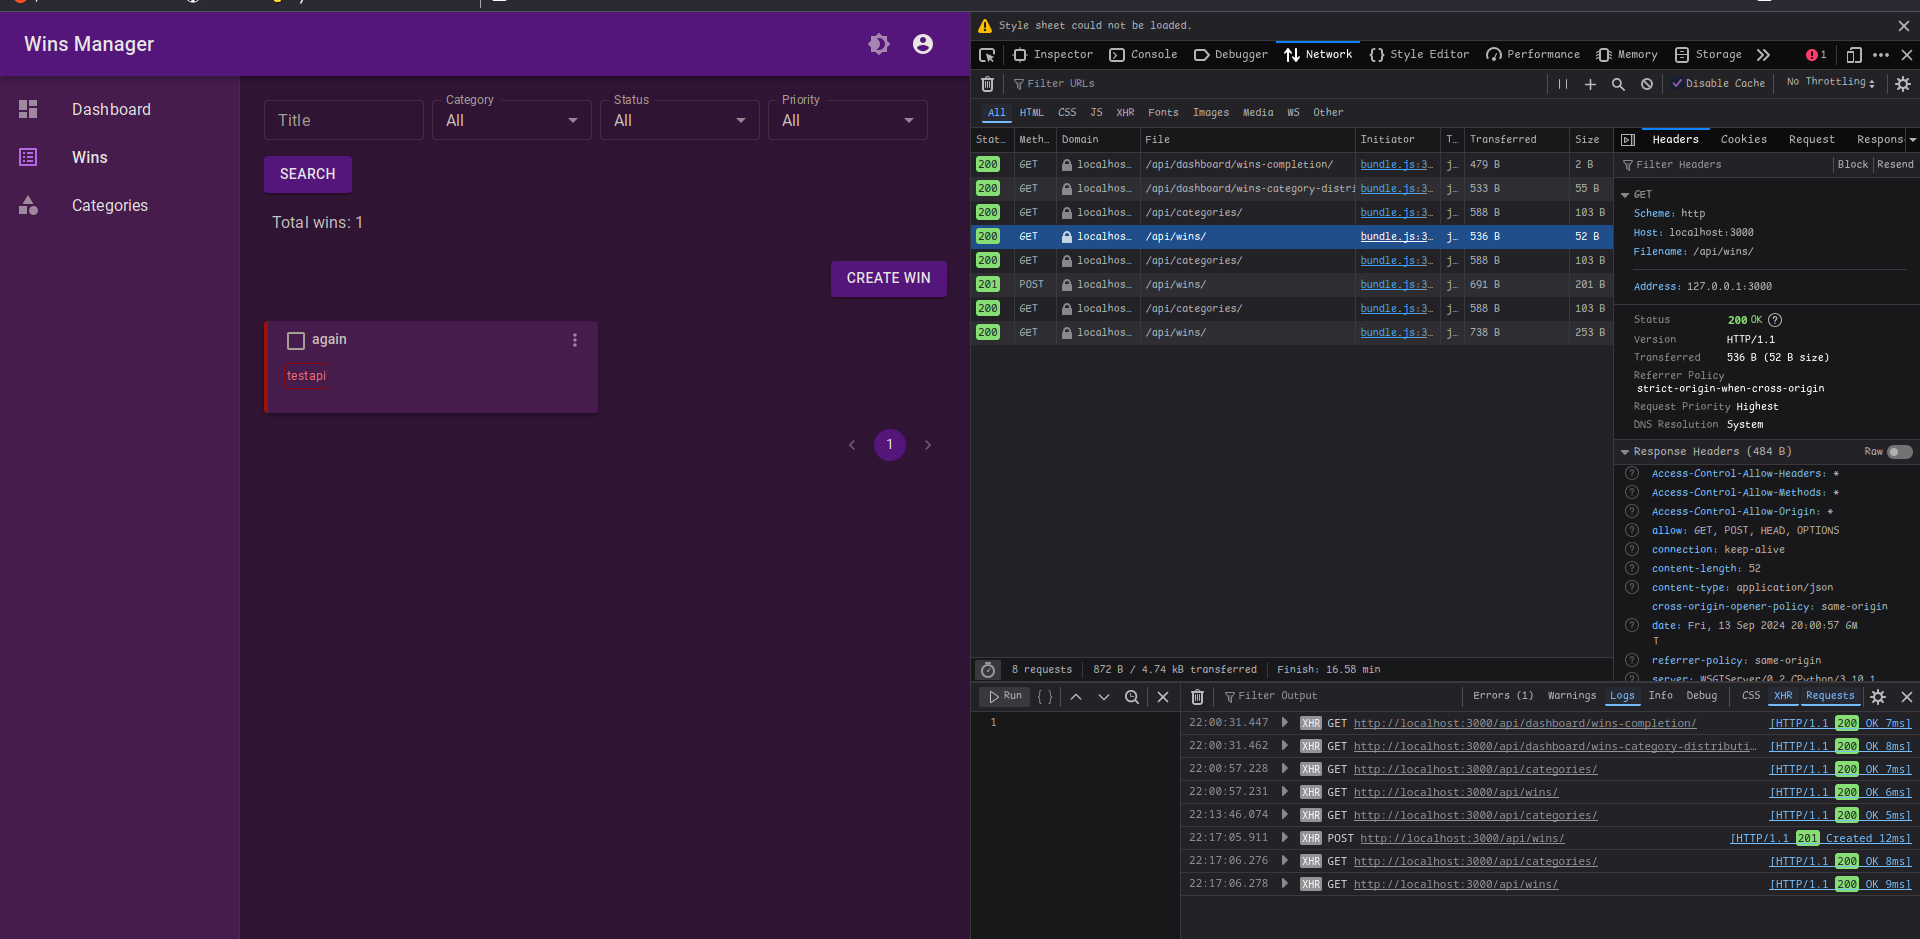 Wins Manager
Dashboard
Wins
Categories
Title
Category
All
Status
All
Priority
All
SEARCH
Total wins: 1
CREATE WIN
again
testapi
1
Style sheet could not be loaded.
Inspector Console Debugger Network Style Editor Performance Memory Storage 1
Filter URLs Disable Cache No Throttling
All HTML CSS JS XHR Fonts Images Media WS Other
Stat… Meth… Domain File Initiator T… Transferred Size
200 GET localhos… /api/dashboard/wins-completion/ bundle.js:3… j… 479 B 2 B
200 GET localhos… /api/dashboard/wins-category-distri bundle.js:3… j… 533 B 55 B
200 GET localhos… /api/categories/ bundle.js:3… j… 588 B 103 B
200 GET localhos… /api/wins/ bundle.js:3… j… 536 B 52 B
200 GET localhos… /api/categories/ bundle.js:3… j… 588 B 103 B
201 POST localhos… /api/wins/ bundle.js:3… j… 691 B 201 B
200 GET localhos… /api/categories/ bundle.js:3… j… 588 B 103 B
200 GET localhos… /api/wins/ bundle.js:3… j… 738 B 253 B
8 requests 872 B / 4.74 kB transferred Finish: 16.58 min
Headers Cookies Request Respons
Filter Headers Block Resend
GET
Scheme: http
Host: localhost:3000
Filename: /api/wins/
Address: 127.0.0.1:3000
Status 200 OK ?
Version HTTP/1.1
Transferred 536 B (52 B size)
Referrer Policy
strict-origin-when-cross-origin
Request Priority Highest
DNS Resolution System
Response Headers (484 B) Raw
? Access-Control-Allow-Headers: *
? Access-Control-Allow-Methods: *
? Access-Control-Allow-Origin: *
? allow: GET, POST, HEAD, OPTIONS
? connection: keep-alive
? content-length: 52
? content-type: application/json
cross-origin-opener-policy: same-origin
? date: Fri, 13 Sep 2024 20:00:57 GM
T
? referrer-policy: same-origin
? server: WSGIServer/0.2 CPython/3.10.1
Run { }
1
Filter Output Errors (1) Warnings Logs Info Debug CSS XHR Requests
22:00:31.447 XHR GET http://localhost:3000/api/dashboard/wins-completion/ [HTTP/1.1 200 OK 7ms]
22:00:31.462 XHR GET http://localhost:3000/api/dashboard/wins-category-distributi… [HTTP/1.1 200 OK 8ms]
22:00:57.228 XHR GET http://localhost:3000/api/categories/ [HTTP/1.1 200 OK 7ms]
22:00:57.231 XHR GET http://localhost:3000/api/wins/ [HTTP/1.1 200 OK 6ms]
22:13:46.074 XHR GET http://localhost:3000/api/categories/ [HTTP/1.1 200 OK 5ms]
22:17:05.911 XHR POST http://localhost:3000/api/wins/ [HTTP/1.1 201 Created 12ms]
22:17:06.276 XHR GET http://localhost:3000/api/categories/ [HTTP/1.1 200 OK 8ms]
22:17:06.278 XHR GET http://localhost:3000/api/wins/ [HTTP/1.1 200 OK 9ms]